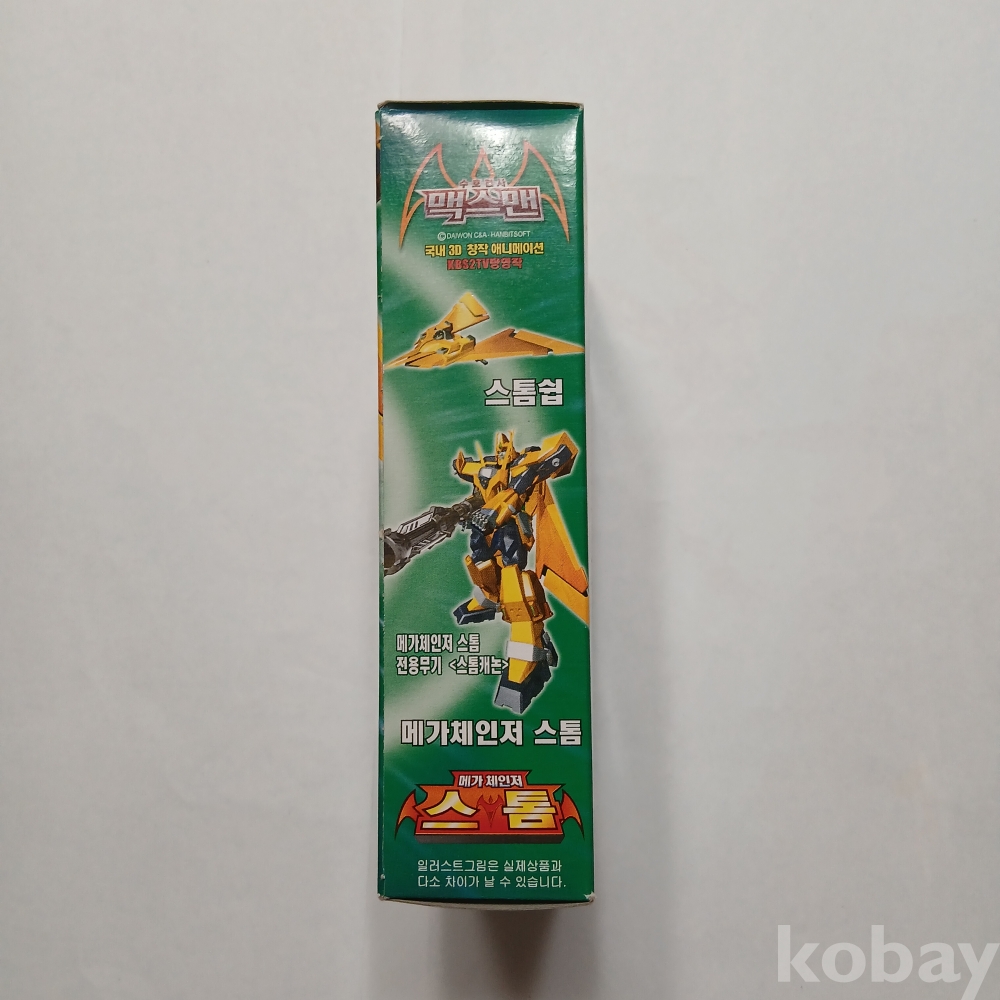 수호전사
맥스맨
©DAIWON C&A·HANBITSOFT
국내 3D 창작 애니메이션
KBS2TV방영작
스톰쉽
메가체인저 스톰
전용무기 <스톰캐논>
메가체인저 스톰
메가 체인저
스톰
일러스트그림은 실제상품과
다소 차이가 날 수 있습니다.
kobay